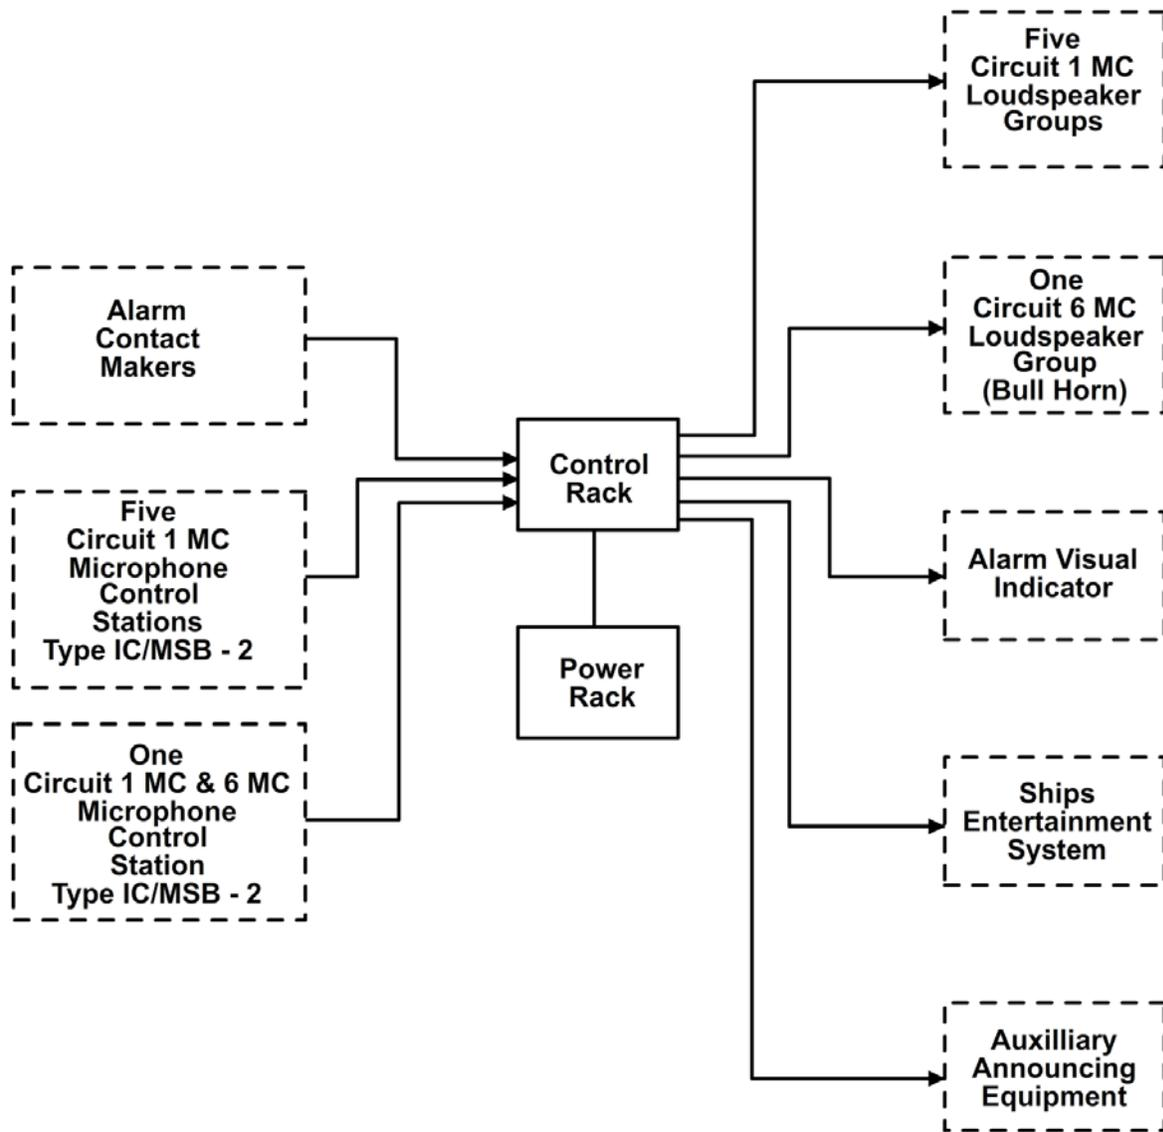 Five
Circuit 1 MC
Loudspeaker
Groups
One
Circuit 6 MC
Loudspeaker
Group
(Bull Horn)
Alarm
Contact
Makers
Control
Rack
Five
Circuit 1 MC
Microphone
Control
Stations
Type IC/MSB - 2
Alarm Visual
Indicator
Power
Rack
One
Circuit 1 MC & 6 MC
Microphone
Control
Station
Type IC/MSB - 2
Ships
Entertainment
System
Auxilliary
Announcing
Equipment